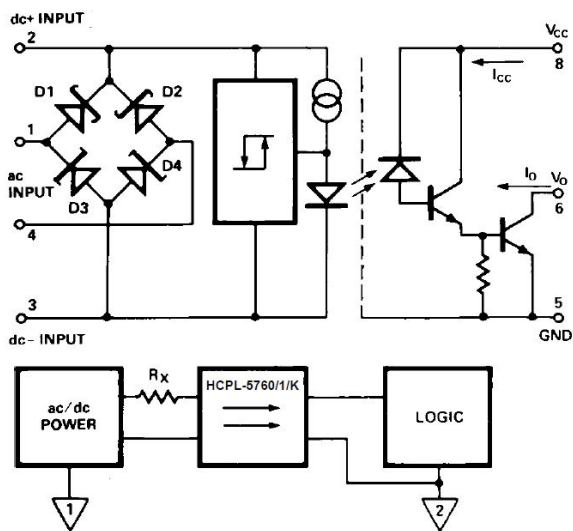 dc+ INPUT
2
VCC
8
ICC
D1
D2
1
ac
INPUT
D3
D4
4
IO
VO
6
3
dc– INPUT
5
GND
ac/dc
POWER
RX
HCPL-5760/1/K
LOGIC
1
2